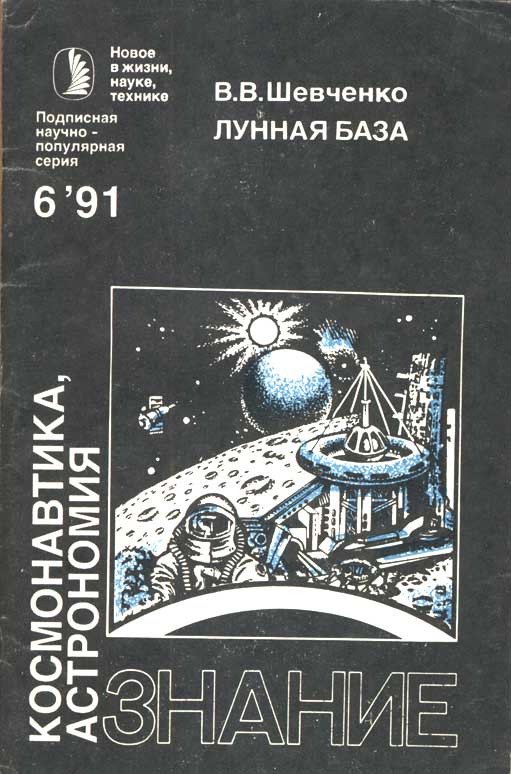 Новое
в жизни,
науке,
технике
Подписная
научно -
популярная
серия
6 ’91
В.В.Шевченко
ЛУННАЯ БАЗА
КОСМОНАВТИКА,
АСТРОНОМИЯ
ЗНАНИЕ